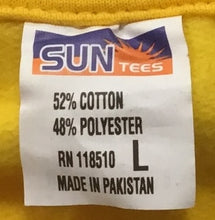 SUN
TEES
52% COTTON
48% POLYESTER
RN 118510 L
MADE IN PAKISTAN